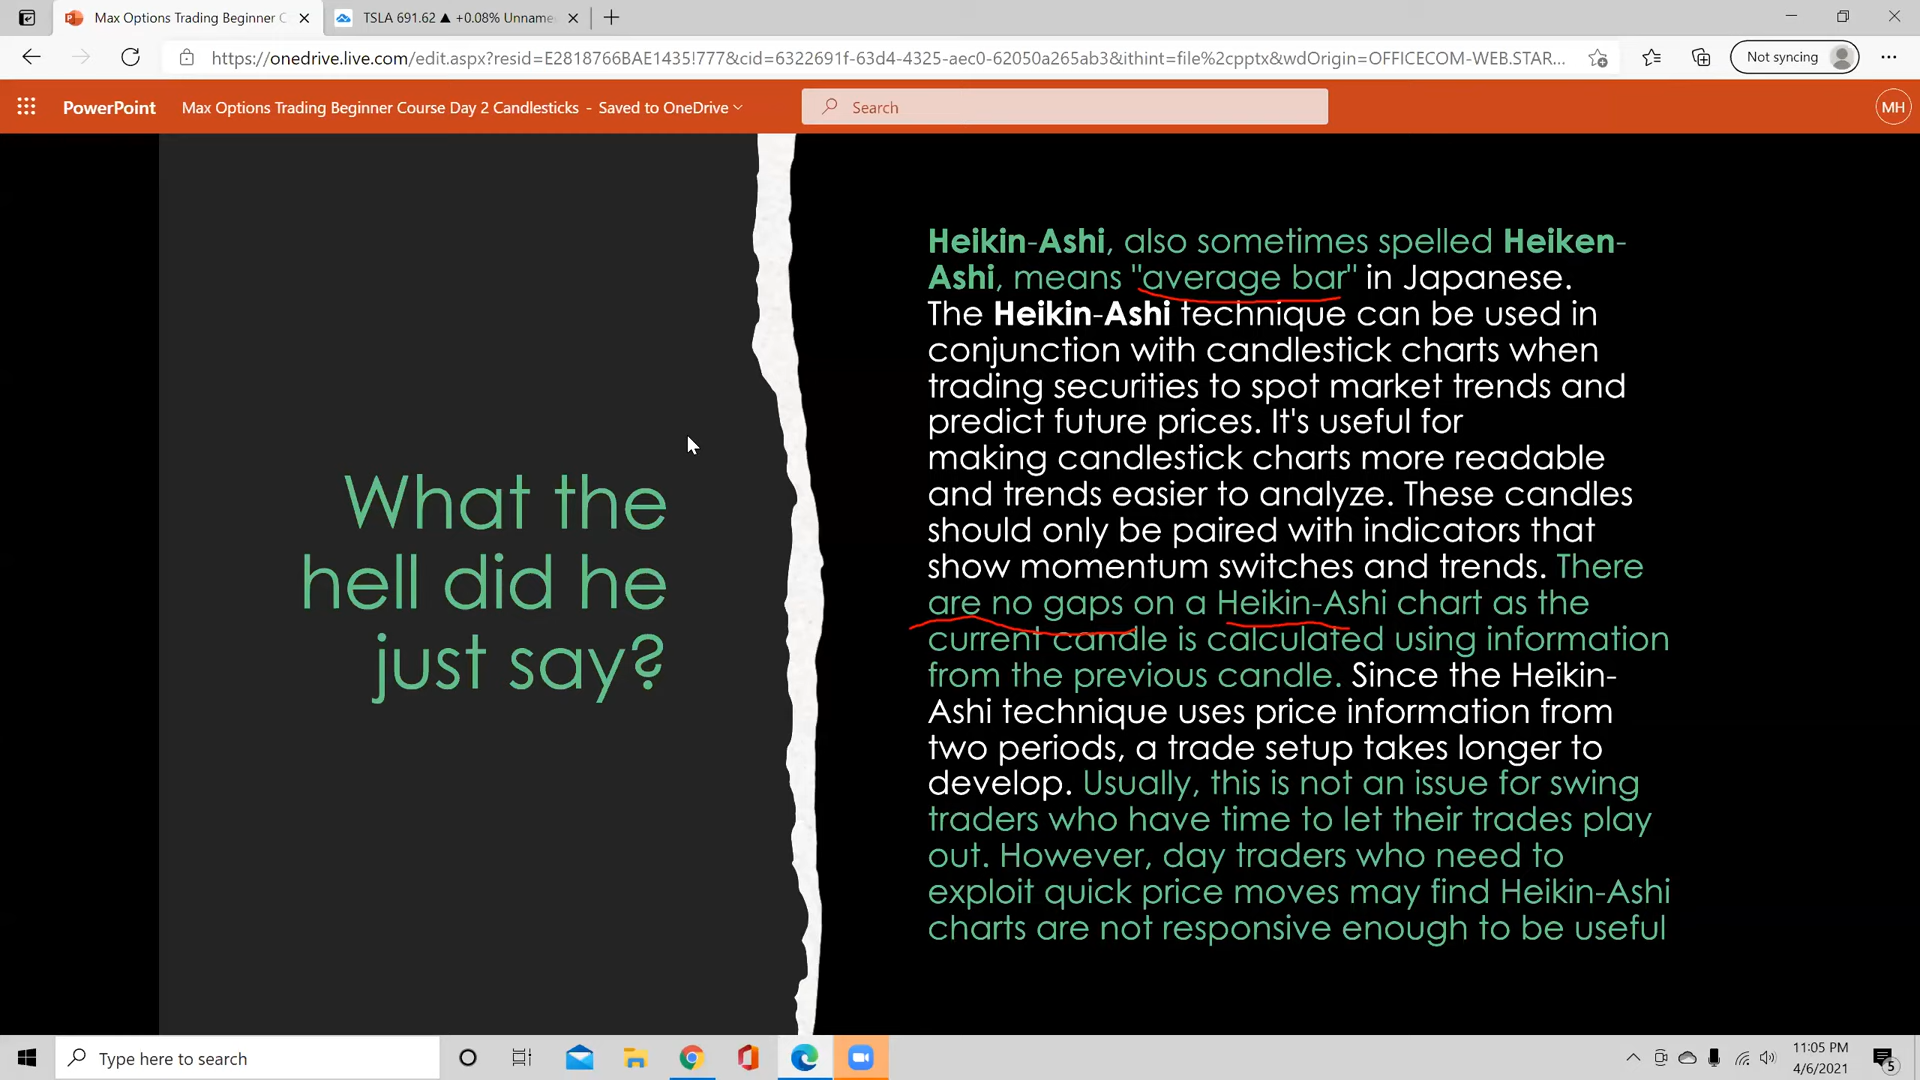 Max Options Trading Beginner C
TSLA 691.62 ▲ +0.08% Unname
https://onedrive.live.com/edit.aspx?resid=E2818766BAE1435!777&cid=6322691f-63d4-4325-aec0-62050a265ab3&ithint=file%2cpptx&wdOrigin=OFFICECOM-WEB.STAR...
Not syncing
PowerPoint
Max Options Trading Beginner Course Day 2 Candlesticks - Saved to OneDrive
Search
MH
What the
hell did he
just say?
Heikin-Ashi, also sometimes spelled Heiken-
Ashi, means "average bar" in Japanese.
The Heikin-Ashi technique can be used in
conjunction with candlestick charts when
trading securities to spot market trends and
predict future prices. It's useful for
making candlestick charts more readable
and trends easier to analyze. These candles
should only be paired with indicators that
show momentum switches and trends. There
are no gaps on a Heikin-Ashi chart as the
current candle is calculated using information
from the previous candle. Since the Heikin-
Ashi technique uses price information from
two periods, a trade setup takes longer to
develop. Usually, this is not an issue for swing
traders who have time to let their trades play
out. However, day traders who need to
exploit quick price moves may find Heikin-Ashi
charts are not responsive enough to be useful
Type here to search
11:05 PM
4/6/2021
5